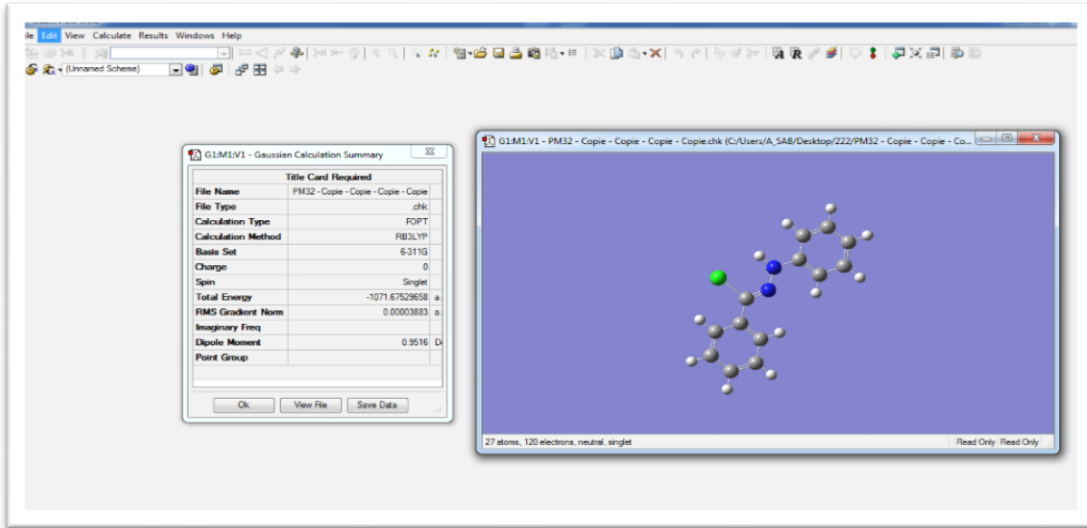 ile Edit View Calculate Results Windows Help
(Unnamed Scheme)
G1:M1:V1 - Gaussian Calculation Summary
Title Card Required
File Name PM32 - Copie - Copie - Copie - Copie
File Type .chk
Calculation Type FOPT
Calculation Method RB3LYP
Basis Set 6-311G
Charge 0
Spin Singlet
Total Energy -1071.67529658 a
RMS Gradient Norm 0.00003883 a
Imaginary Freq
Dipole Moment 0.9516 D
Point Group
Ok View File Save Data
G1:M1:V1 - PM32 - Copie - Copie - Copie - Copie.chk (C:/Users/A_SAB/Desktop/222/PM32 - Copie - Copie - Co...
27 atoms, 120 electrons, neutral, singlet Read Only Read Only